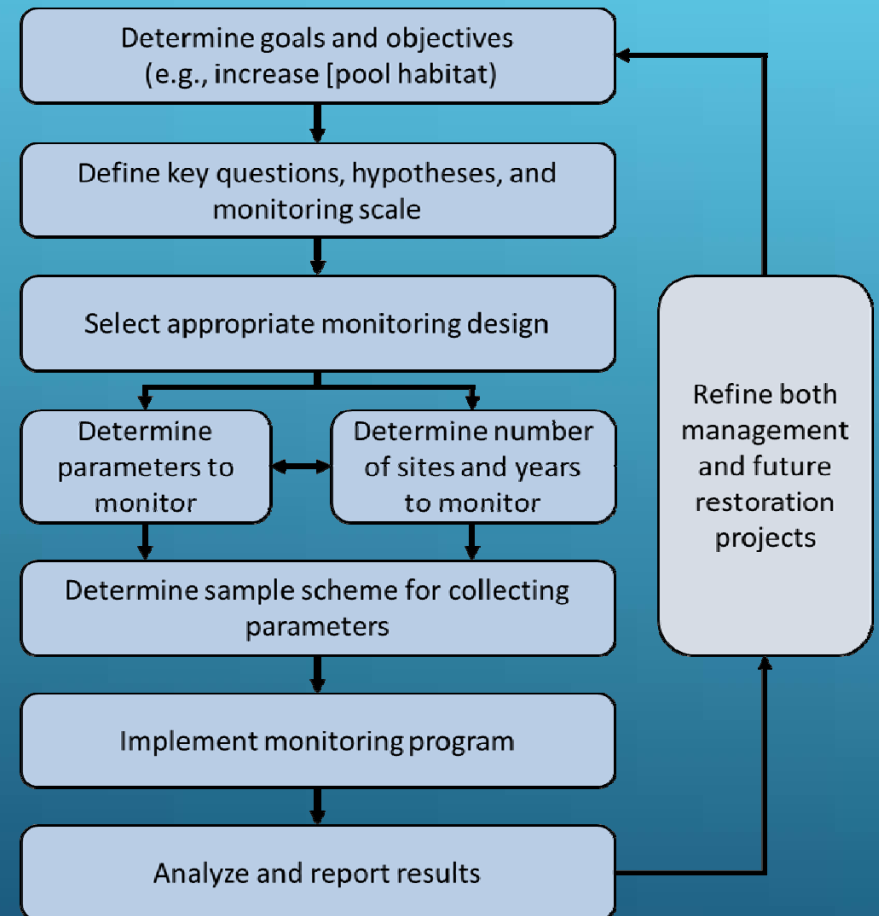 Determine goals and objectives
(e.g., increase [pool habitat)
Define key questions, hypotheses, and
monitoring scale
Select appropriate monitoring design
Determine
parameters to
monitor
Determine number
of sites and years
to monitor
Determine sample scheme for collecting
parameters
Implement monitoring program
Analyze and report results
Refine both
management
and future
restoration
projects